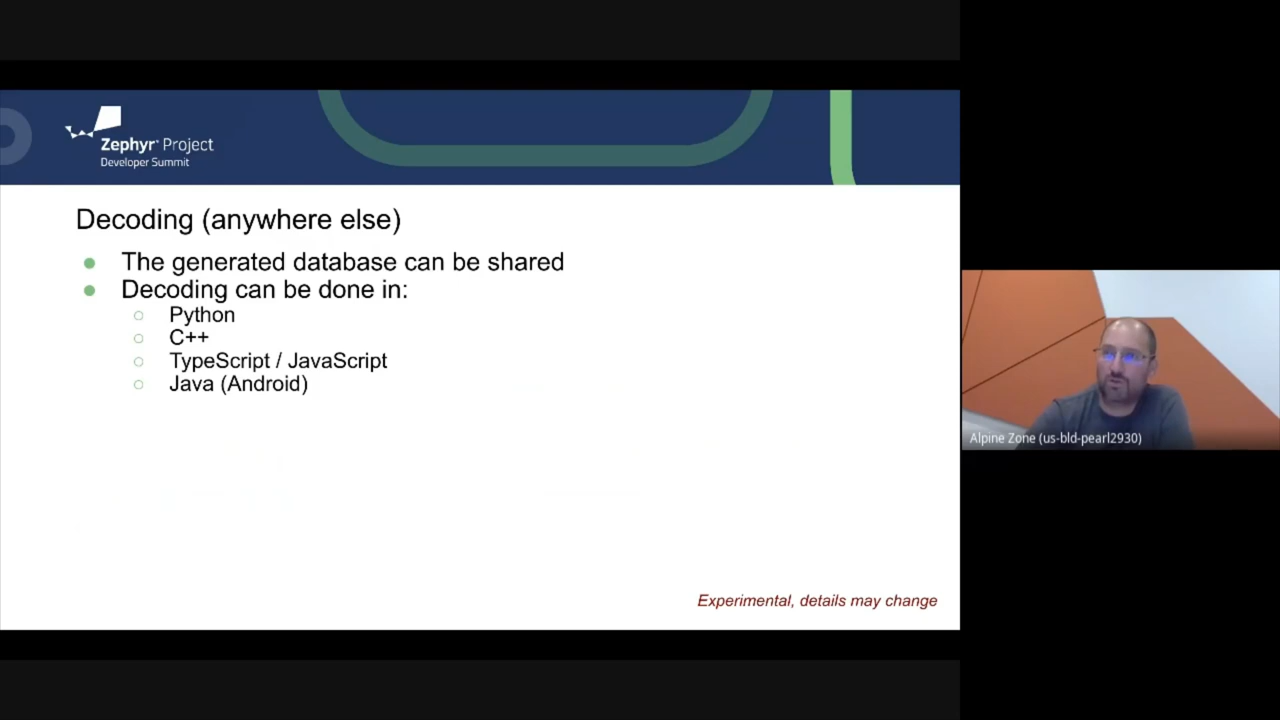 Zephyr® Project
Developer Summit
Decoding (anywhere else)
The generated database can be shared
Decoding can be done in:
Python
C++
TypeScript / JavaScript
Java (Android)
Experimental, details may change
Alpine Zone (us-bld-pearl2930)